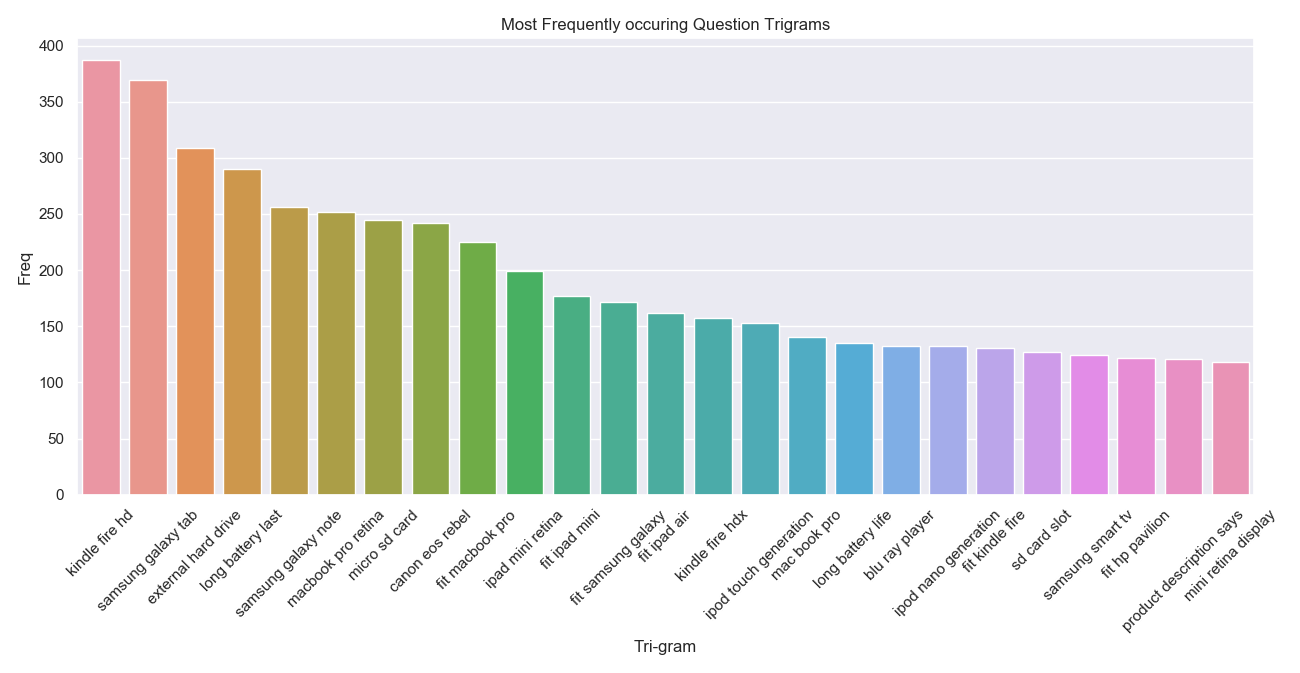 Most Frequently occuring Question Trigrams
400
350
300
250
200
150
100
50
0
Freq
kindle fire hd
samsung galaxy tab
external hard drive
long battery last
samsung galaxy note
macbook pro retina
micro sd card
canon eos rebel
fit macbook pro
ipad mini retina
fit ipad mini
fit samsung galaxy
fit ipad air
kindle fire hdx
ipod touch generation
mac book pro
long battery life
blu ray player
ipod nano generation
fit kindle fire
sd card slot
samsung smart tv
fit hp pavilion
product description says
mini retina display
Tri-gram